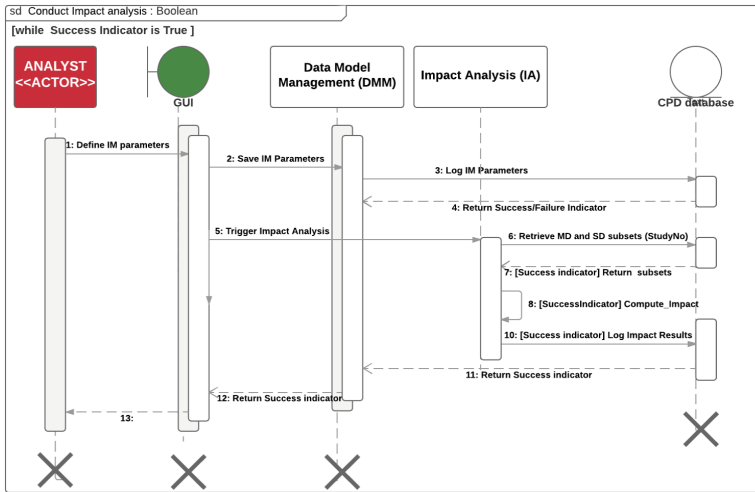 sd Conduct Impact analysis : Boolean
[while Success Indicator is True ]
ANALYST
<<ACTOR>>
GUI
Data Model
Management (DMM)
Impact Analysis (IA)
CPD database
1: Define IM parameters
2: Save IM Parameters
3: Log IM Parameters
4: Return Success/Failure Indicator
5: Trigger Impact Analysis
6: Retrieve MD and SD subsets (StudyNo)
7: [Success indicator] Return subsets
8: [SuccessIndicator] Compute_Impact
10: [Success indicator] Log Impact Results
11: Return Success indicator
12: Return Success indicator
13: